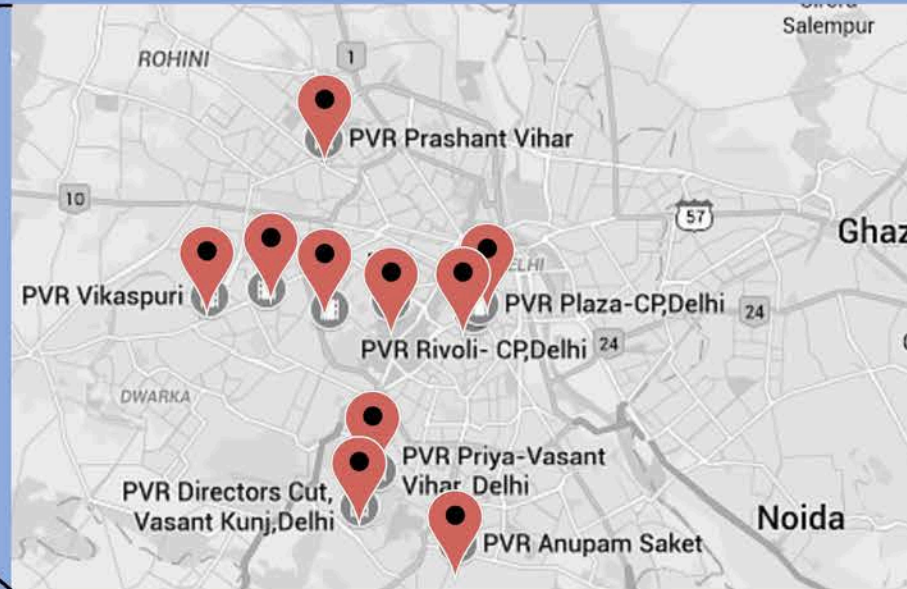 Salempur
ROHINI
1
PVR Prashant Vihar
10
57
Ghaz
PVR Vikaspuri
PVR Plaza-CP,Delhi
24
PVR Rivoli- CP,Delhi
24
DWARKA
PVR Priya-Vasant
Vihar, Delhi
PVR Directors Cut,
Vasant Kunj,Delhi
Noida
PVR Anupam Saket